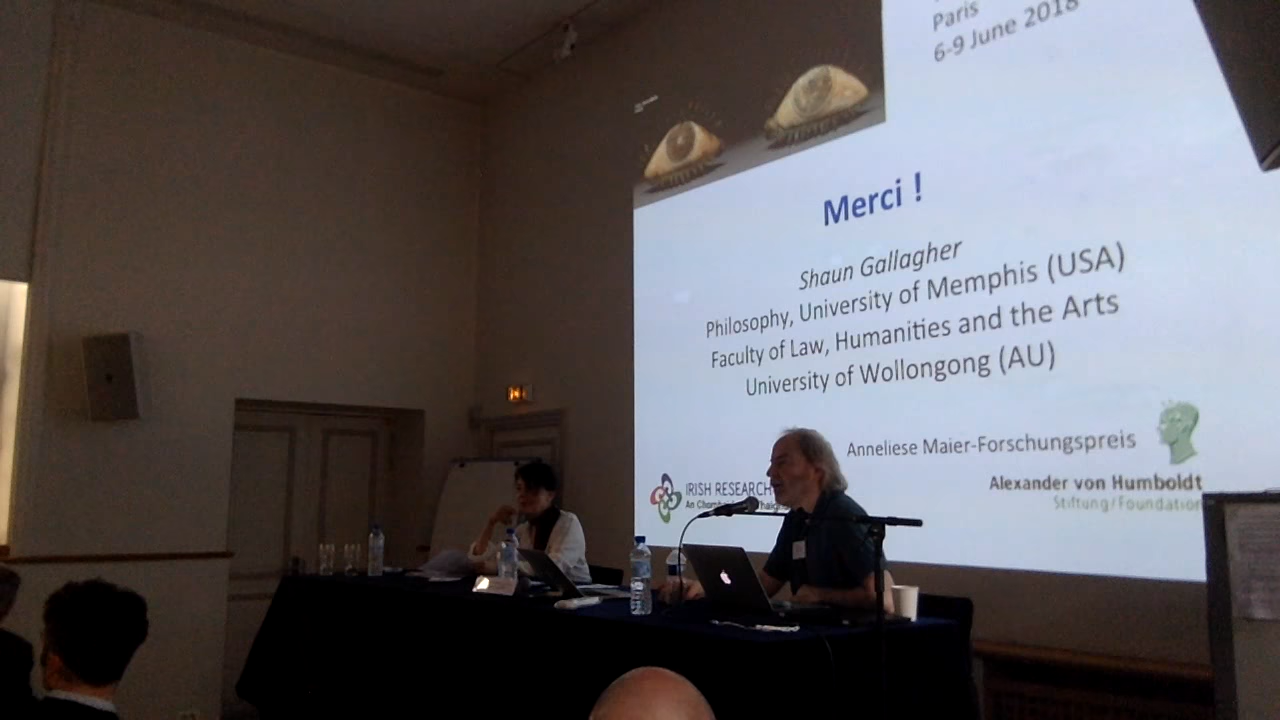 Paris
6-9 June 2018
Merci !
Shaun Gallagher
Philosophy, University of Memphis (USA)
Faculty of Law, Humanities and the Arts
University of Wollongong (AU)
Anneliese Maier-Forschungspreis
Alexander von Humboldt
Stiftung/Foundation
IRISH RESEARCH
An